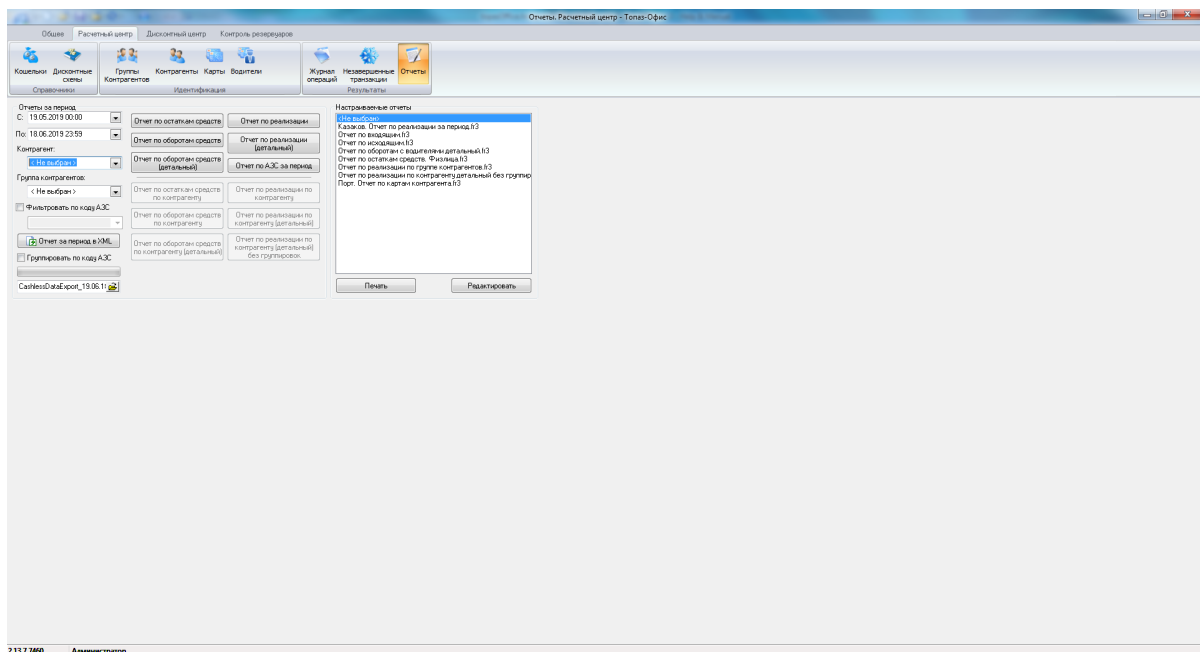 Отчеты. Расчетный центр - Топаз-Офис
Общее Расчетный центр Дисконтный центр Контроль резервуаров
Кошельки Дисконтные схемы Группы Контрагентов Контрагенты Карты Водители Журнал операций Незавершенные транзакции Отчеты
Справочники Идентификация Результаты
Отчеты за период
С: 19.05.2019 00:00
По: 18.06.2019 23:59
Контрагент:
< Не выбран >
Группа контрагентов:
< Не выбран >
Фильтровать по коду АЗС
Отчет за период в XML
Группировать по коду АЗС
CashlessDataExport_19.06.1
Отчет по остаткам средств
Отчет по реализации
Отчет по оборотам средств
Отчет по реализации
(детальный)
Отчет по оборотам средств
(детальный)
Отчет по АЗС за период
Отчет по остаткам средств
по контрагенту
Отчет по реализации по
контрагенту
Отчет по оборотам средств
по контрагенту
Отчет по реализации по
контрагенту (детальный)
Отчет по оборотам средств
по контрагенту (детальный)
Отчет по реализации по
контрагенту (детальный)
без группировок
Настраиваемые отчеты
<Не выбран>
Казаков. Отчет по реализации за период.fr3
Отчет по входящим.fr3
Отчет по исходящим.fr3
Отчет по оборотам с водителями детальный.fr3
Отчет по остаткам средств. Физлица.fr3
Отчет по реализации по группе контрагентов.fr3
Отчет по реализации по контрагенту детальный без группир
Порт. Отчет по картам контрагента.fr3
Печать
Редактировать
2.13.7.7460 Администратор